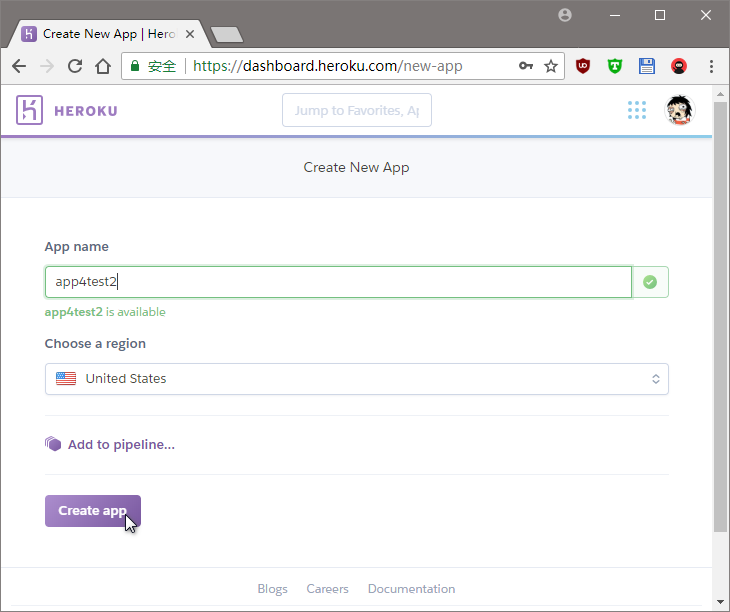 Create New App | Hero
安全 https://dashboard.heroku.com/new-app
HEROKU
Jump to Favorites, Ap
Create New App
App name
app4test2
app4test2 is available
Choose a region
United States
Add to pipeline...
Create app
Blogs Careers Documentation